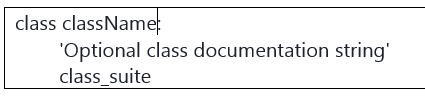 class className:
'Optional class documentation string'
class_suite